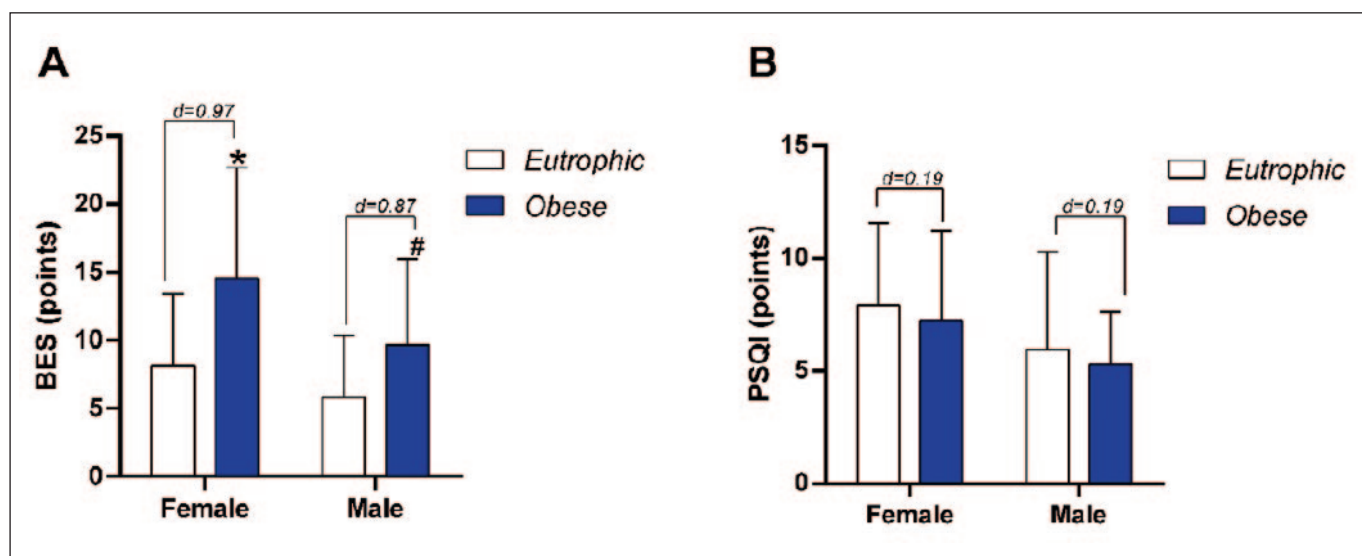 A
d=0.97
*
d=0.87
#
25
20
15
10
5
0
BES (points)
Female Male
Eutrophic
Obese
B
d=0.19
d=0.19
15
10
5
0
PSQI (points)
Female Male
Eutrophic
Obese